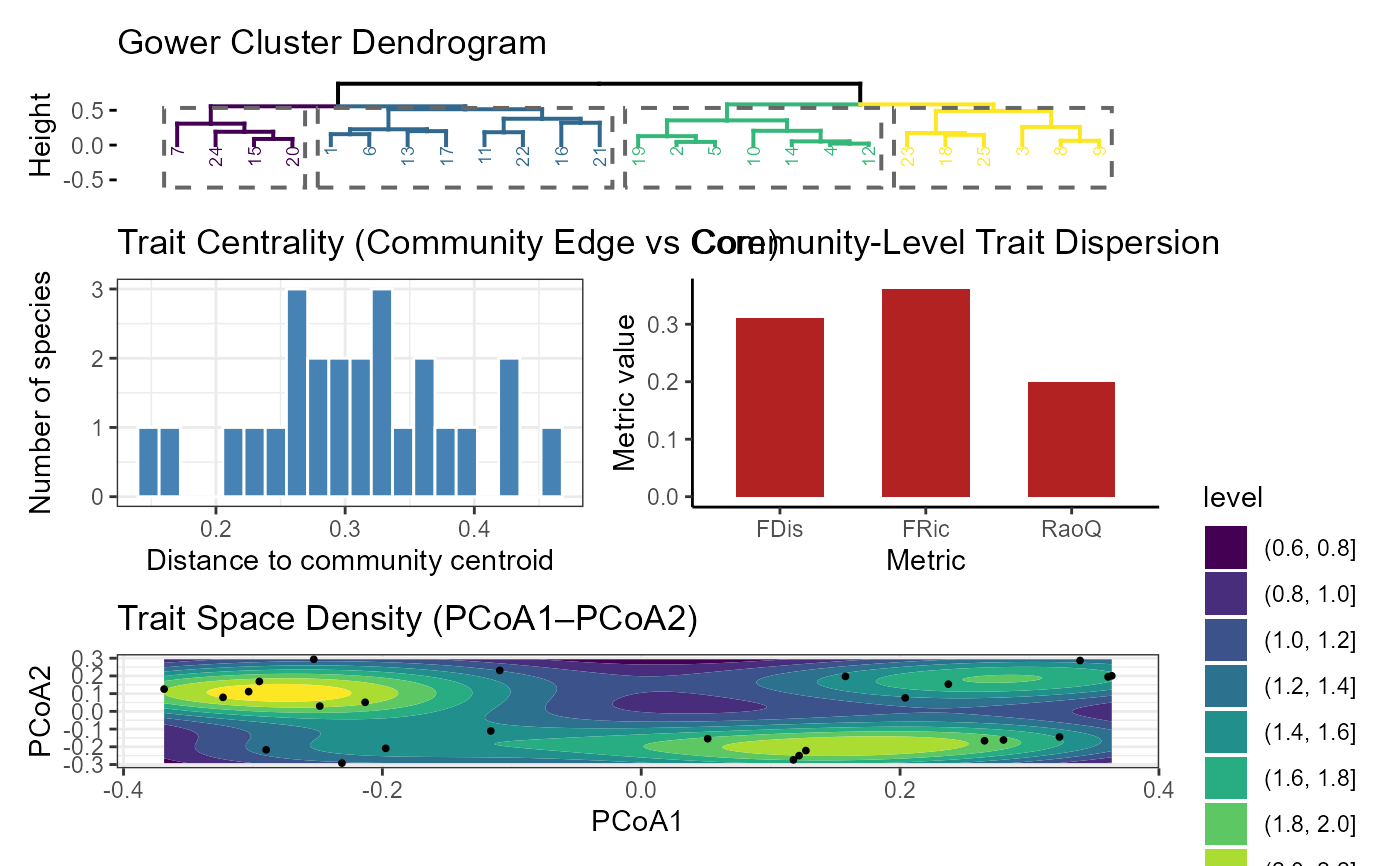 Gower Cluster Dendrogram
Height
0.5
0.0
-0.5
7 24 15 20 1 6 13 17 11 22 16 21 19 2 5 10 14 4 12 23 18 25 3 8 9
Trait Centrality (Community Edge vs Core)
Number of species
3
2
1
0
0.2 0.3 0.4
Distance to community centroid
Community-Level Trait Dispersion
Metric value
0.3
0.2
0.1
0.0
FDis FRic RaoQ
Metric
Trait Space Density (PCoA1–PCoA2)
PCoA2
0.3
0.2
0.1
0.0
-0.1
-0.2
-0.3
-0.4 -0.2 0.0 0.2 0.4
PCoA1
level
(0.6, 0.8]
(0.8, 1.0]
(1.0, 1.2]
(1.2, 1.4]
(1.4, 1.6]
(1.6, 1.8]
(1.8, 2.0]